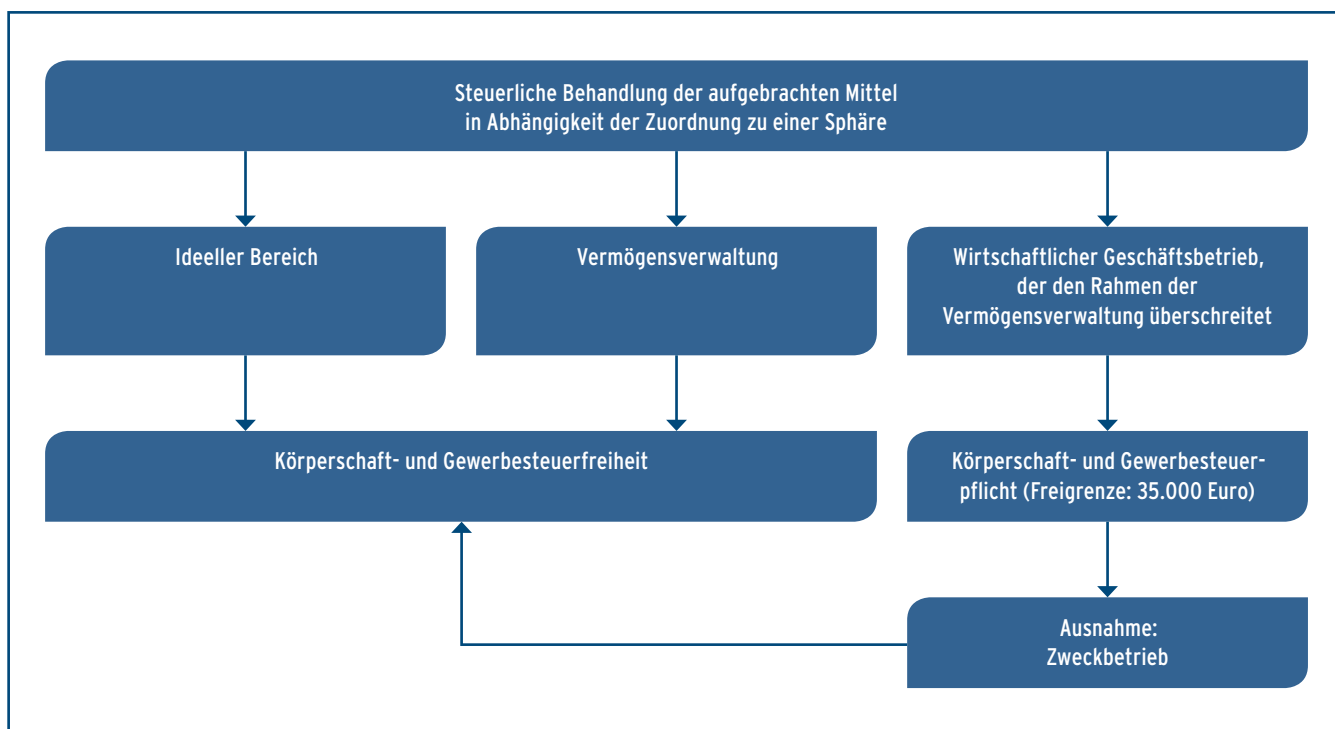 Steuerliche Behandlung der aufgebrachten Mittel
in Abhängigkeit der Zuordnung zu einer Sphäre
Ideeller Bereich
Vermögensverwaltung
Wirtschaftlicher Geschäftsbetrieb,
der den Rahmen der
Vermögensverwaltung überschreitet
Körperschaft- und Gewerbesteuerfreiheit
Körperschaft- und Gewerbesteuer-
pflicht (Freigrenze: 35.000 Euro)
Ausnahme:
Zweckbetrieb